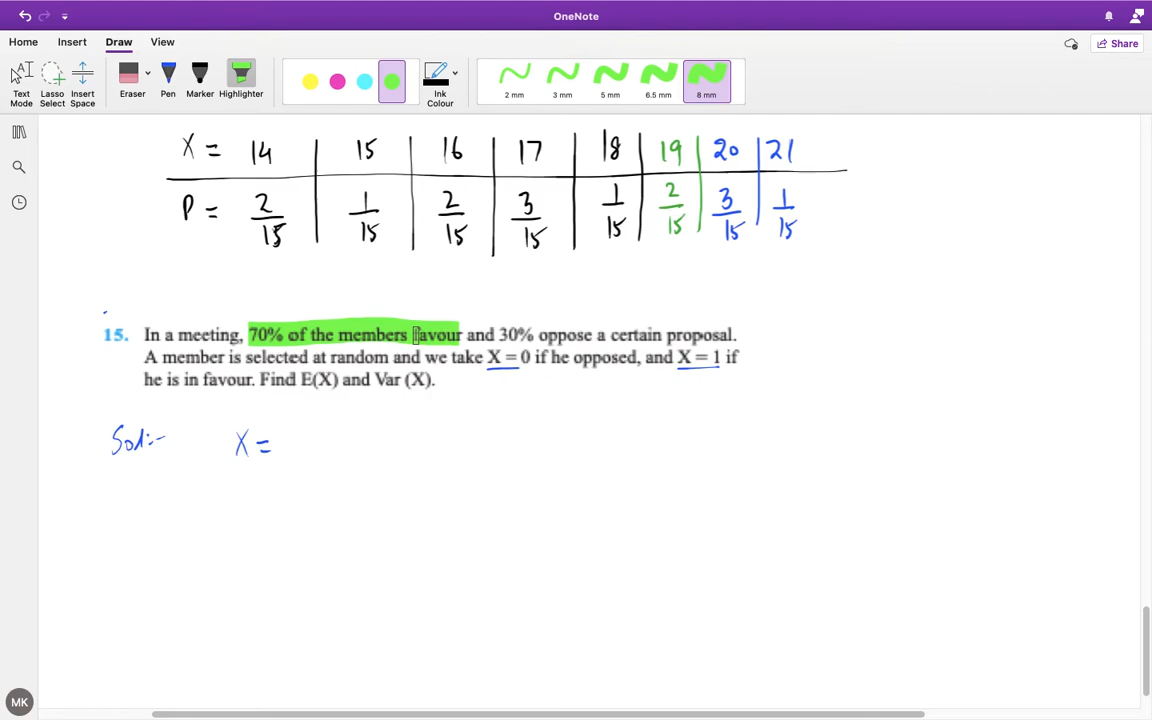 OneNote
Home Insert Draw View
Share
Text Mode
Lasso Select
Insert Space
Eraser
Pen
Marker
Highlighter
Ink Colour
2 mm
3 mm
5 mm
6.5 mm
8 mm
X = 14 | 15 | 16 | 17 | 18 | 19 | 20 | 21
P = 2/15 | 1/15 | 2/15 | 3/15 | 1/15 | 2/15 | 3/15 | 1/15
15. In a meeting, 70% of the members favour and 30% oppose a certain proposal.
A member is selected at random and we take X = 0 if he opposed, and X = 1 if
he is in favour. Find E(X) and Var (X).
Sol:- X =
MK